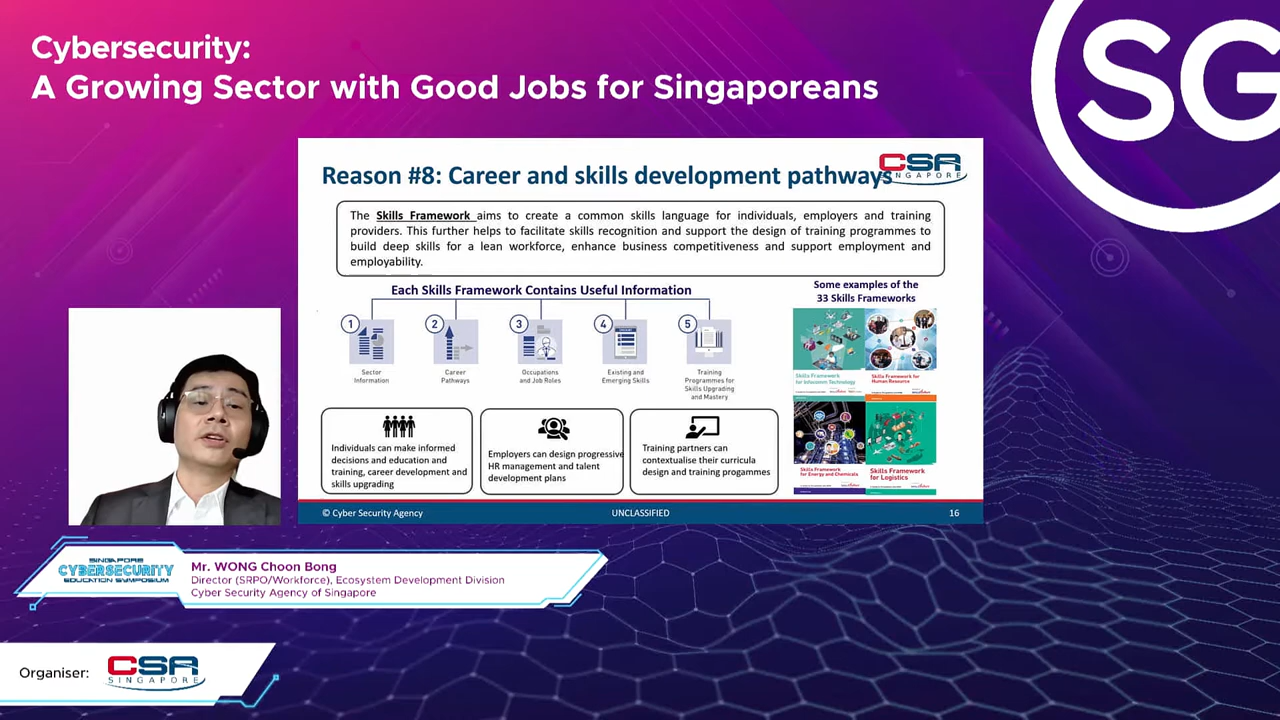 Cybersecurity:
A Growing Sector with Good Jobs for Singaporeans
SG
Reason #8: Career and skills development pathways
CSA
SINGAPORE
The Skills Framework aims to create a common skills language for individuals, employers and training
providers. This further helps to facilitate skills recognition and support the design of training programmes to
build deep skills for a lean workforce, enhance business competitiveness and support employment and
employability.
Each Skills Framework Contains Useful Information
1
2
3
4
5
Sector
Information
Career
Pathways
Occupations
and Job Roles
Existing and
Emerging Skills
Training
Programmes for
Skills Upgrading
and Mastery
Some examples of the
33 Skills Frameworks
Skills Framework
for Infocomm Technology
Skills Framework for
Human Resource
Skills Framework
for Energy and Chemicals
Skills Framework
for Logistics
Individuals can make informed
decisions and education and
training, career development and
skills upgrading
Employers can design progressive
HR management and talent
development plans
Training partners can
contextualise their curricula
design and training progammes
© Cyber Security Agency
UNCLASSIFIED
16
SINGAPORE
CYBERSECURITY
EDUCATION SYMPOSIUM
Mr. WONG Choon Bong
Director (SRPO/Workforce), Ecosystem Development Division
Cyber Security Agency of Singapore
Organiser:
CSA
SINGAPORE